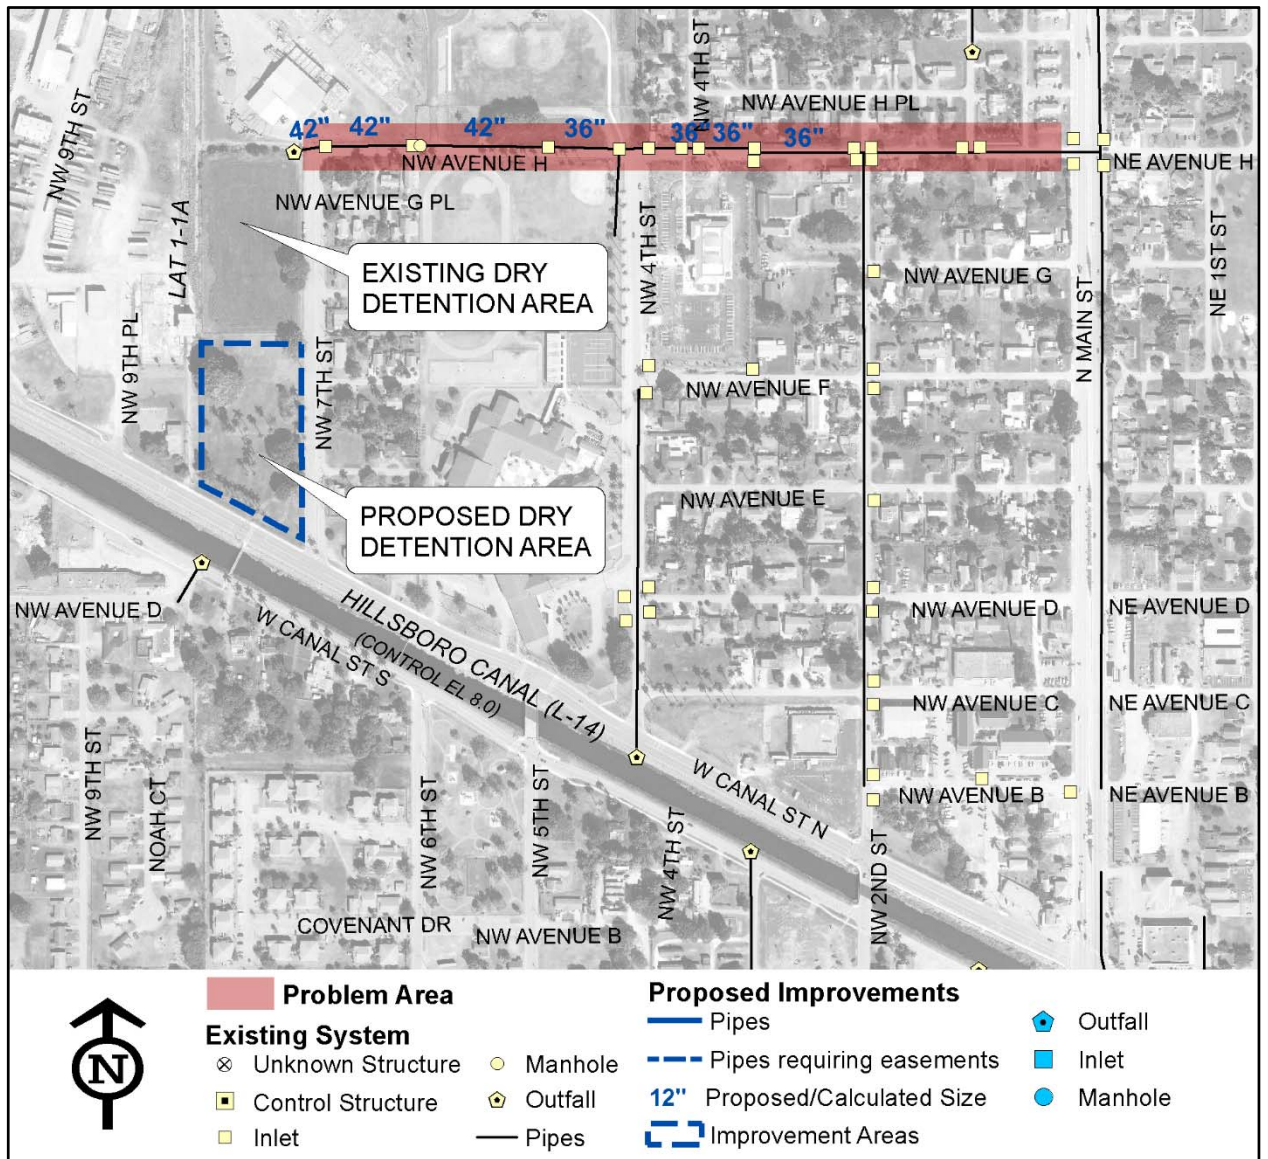 NW 4TH ST
NW 9TH ST
NW AVENUE H PL
42"
42"
42"
36"
36"
36"
36"
NW AVENUE H
NE AVENUE H
NW AVENUE G PL
LAT 1-1A
EXISTING DRY
DETENTION AREA
NW 4TH ST
NW AVENUE G
N MAIN ST
NE 1ST ST
NW 9TH PL
NW 7TH ST
NW AVENUE F
PROPOSED DRY
DETENTION AREA
NW AVENUE E
NW AVENUE D
HILLSBORO CANAL (L-14)
(CONTROL EL 8.0)
W CANAL ST S
NW AVENUE D
NE AVENUE D
NW AVENUE C
NE AVENUE C
W CANAL ST N
NW AVENUE B
NE AVENUE B
NW 9TH ST
NOAH CT
NW 6TH ST
NW 5TH ST
NW 4TH ST
NW 2ND ST
COVENANT DR
NW AVENUE B
N
Problem Area
Existing System
Unknown Structure
Control Structure
Inlet
Manhole
Outfall
Pipes
Proposed Improvements
Pipes
Pipes requiring easements
12" Proposed/Calculated Size
Improvement Areas
Outfall
Inlet
Manhole